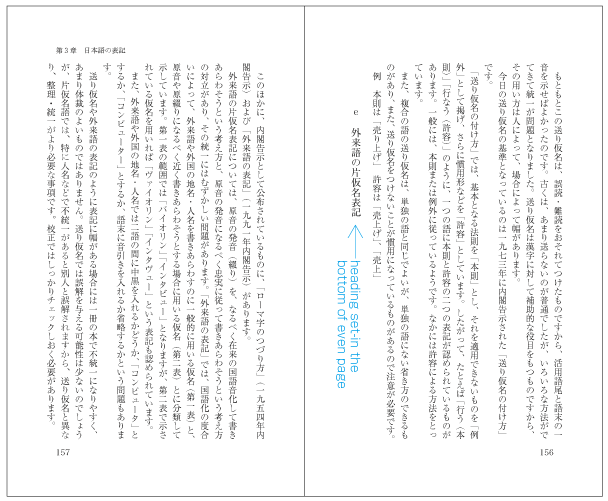 もともとこの送り仮名は、誤読・難読をおそれてつけたものですから、活用語尾と語末の一
音を示せばよかったのです。古くは、あまり送らないのが普通でしたが、いろいろな方法がで
てきて統一が問題となりました。送り仮名は漢字に対して補助的な役目をもつものですから、
その用い方は人によって、場合によって幅があります。
今日の送り仮名の基準となっているのは一九七三年に内閣告示された「送り仮名の付け方」
です。
「送り仮名の付け方」では、基本となる法則を「本則」とし、それを適用できないものを「例
外」として掲げ、さらに慣用形などを「許容」としています。したがって、たとえば「行う（本
則）」「行なう（許容）」のように、一つの語に本則と許容の二つの表記が認められているものが
あります。一般には、本則または例外に従っているようです。なかには許容による方法をとっ
ています。
また、複合の語の送り仮名は、単独の語と同じでよいが、単独の語にない省き方のできるも
のがあり、また、送り仮名をつけないことが慣用になっているものがあるので注意が必要です。
例　本則は「売り上げ」　許容は「売上げ」、「売上」
e　外来語の片仮名表記
heading set-in the
bottom of even page
156
第3章　日本語の表記
このほかに、内閣告示として公布されているものに、「ローマ字のつづり方」（一九五四年内
閣告示）および「外来語の表記」（一九九一年内閣告示）があります。
外来語の片仮名表記については、原音の発音（綴り）を、なるべく在来の国語音化して書き
あらわそうという考え方と、原音の発音になるべく忠実に従って書きあらわそうという考え方
の対立があり、その統一にはむずかしい問題があります。「外来語の表記」では、国語化の度合
いによって、外来語や外国の地名・人名を書きあらわすのに一般的に用いる仮名（第一表）と、
原音や原綴りになるべく近く書きあらわそうとする場合に用いる仮名（第二表）とに分類して
示しています。第一表の範囲では「バイオリン」「インタビュー」となりますが、第二表で示さ
れている仮名を用いれば「ヴァイオリン」「インタヴュー」という表記も認められています。
また、外来語や外国の地名・人名では二語の間に中黒を入れるかどうか、「コンピュータ」と
するか、「コンピューター」とするか、語末に音引きを入れるか省略するかという問題もありま
す。
送り仮名や外来語の表記のように表記に幅がある場合には一冊の本で不統一になりやすく、
あまり体裁のよいものではありません。送り仮名では誤解を与える可能性は少ないのでしょう
が、片仮名語では、特に人名などで不統一があると別人と誤解されますから、送り仮名と異な
り、整理・統一がより必要な事項です。校正ではしっかりチェックしおく必要があります。
157